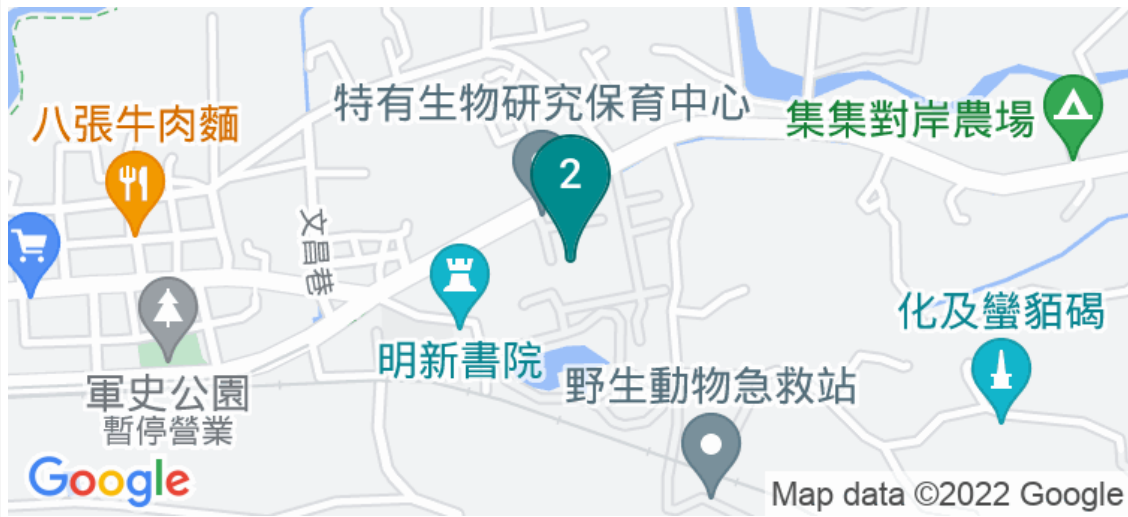 特有生物研究保育中心
八張牛肉麵
集集對岸農場
2
文昌巷
化及蠻貊碣
明新書院
野生動物急救站
軍史公園
暫停營業
Google
Map data ©2022 Google